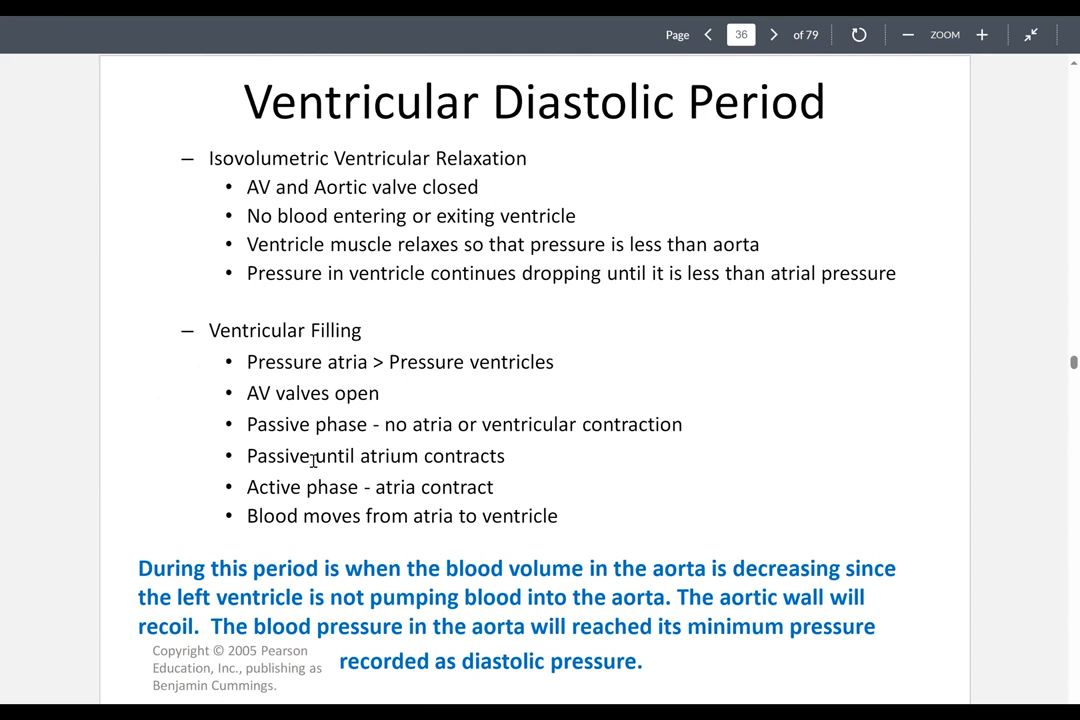 Page 36 of 79 ZOOM
Ventricular Diastolic Period
– Isovolumetric Ventricular Relaxation
• AV and Aortic valve closed
• No blood entering or exiting ventricle
• Ventricle muscle relaxes so that pressure is less than aorta
• Pressure in ventricle continues dropping until it is less than atrial pressure
– Ventricular Filling
• Pressure atria > Pressure ventricles
• AV valves open
• Passive phase - no atria or ventricular contraction
• Passive until atrium contracts
• Active phase - atria contract
• Blood moves from atria to ventricle
During this period is when the blood volume in the aorta is decreasing since
the left ventricle is not pumping blood into the aorta. The aortic wall will
recoil. The blood pressure in the aorta will reached its minimum pressure
recorded as diastolic pressure.
Copyright © 2005 Pearson
Education, Inc., publishing as
Benjamin Cummings.